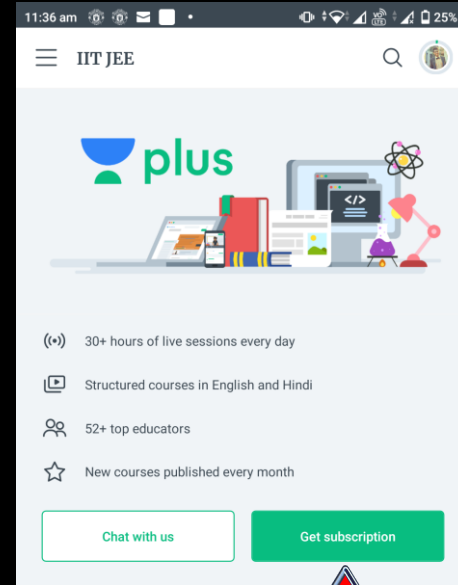 11:36 am 25%
IIT JEE
plus
</>
30+ hours of live sessions every day
Structured courses in English and Hindi
52+ top educators
New courses published every month
Chat with us Get subscription